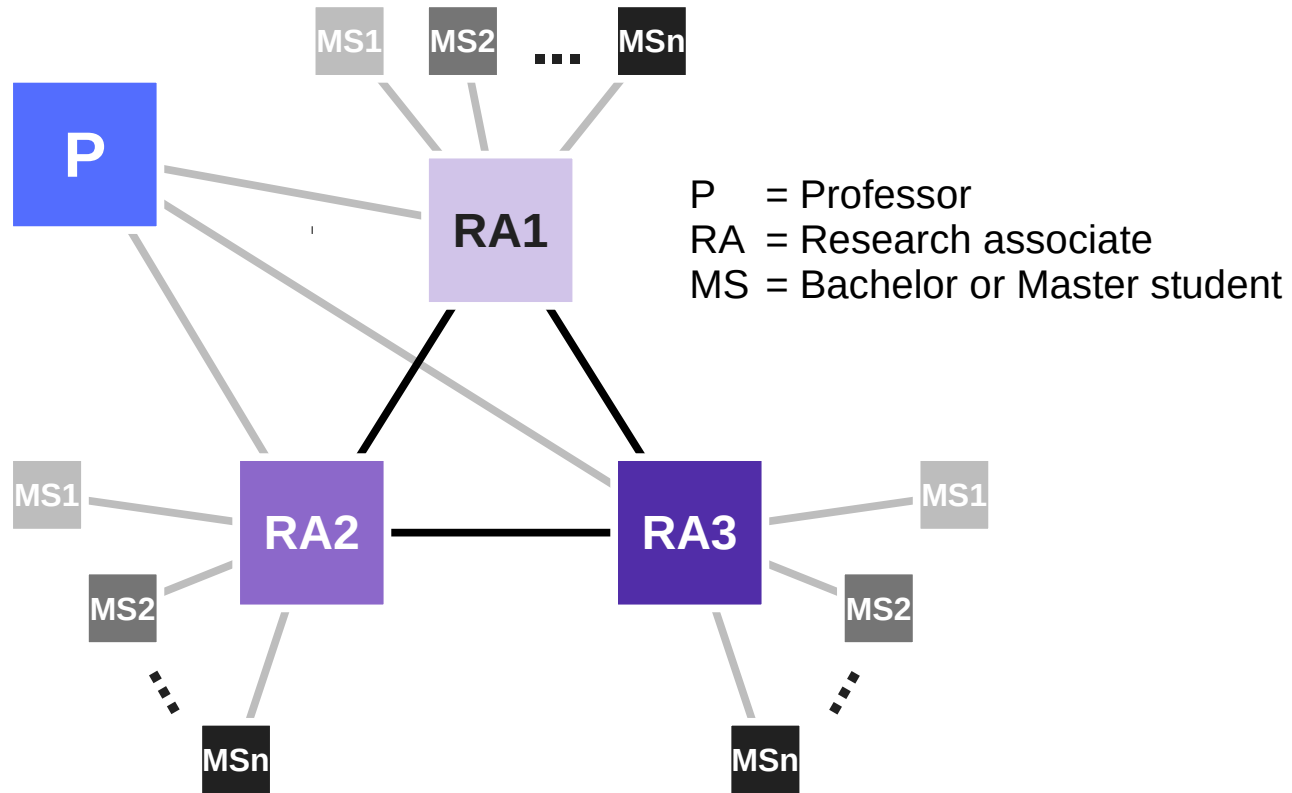 MS1
MS2
MSn
P
RA1
P = Professor
RA = Research associate
MS = Bachelor or Master student
MS1
RA2
RA3
MS1
MS2
MS2
MSn
MSn